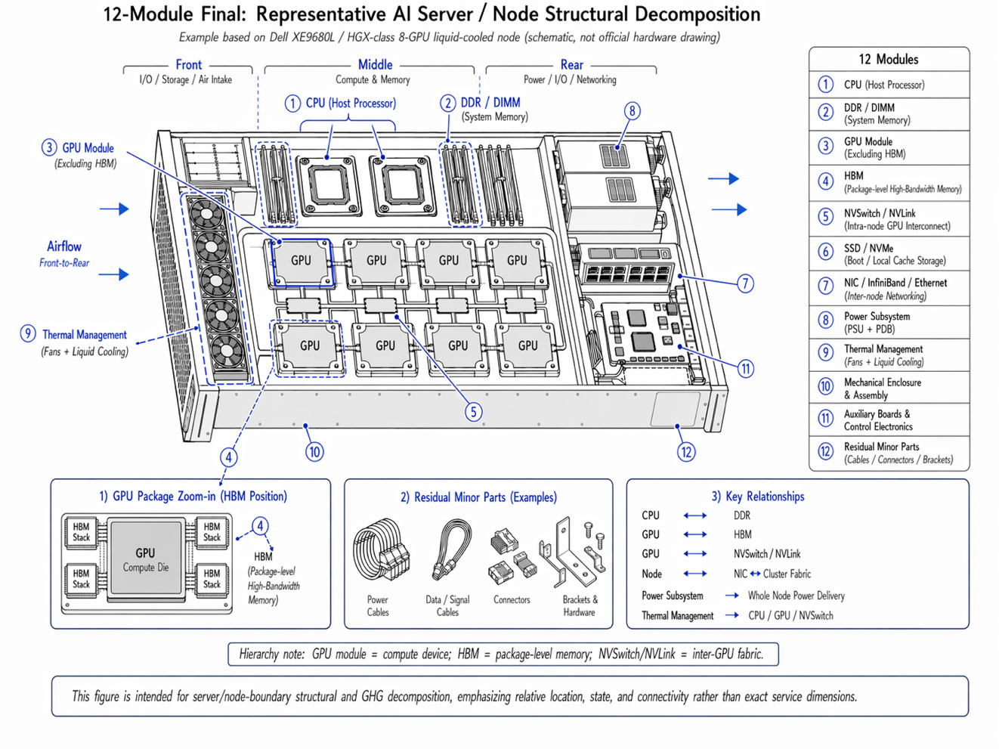 12-Module Final: Representative AI Server / Node Structural Decomposition
Example based on Dell XE9680L / HGX-class 8-GPU liquid-cooled node (schematic, not official hardware drawing)
Front
I/O / Storage / Air Intake
Middle
Compute & Memory
Rear
Power / I/O / Networking
1 CPU (Host Processor)
2 DDR / DIMM
(System Memory)
8
3 GPU Module
(Excluding HBM)
Airflow
Front-to-Rear
GPU GPU GPU GPU
7
9 Thermal Management
(Fans + Liquid Cooling)
GPU GPU GPU GPU
11
5
4
10
12
12 Modules
1 CPU (Host Processor)
2 DDR / DIMM
(System Memory)
3 GPU Module
(Excluding HBM)
4 HBM
(Package-level High-Bandwidth Memory)
5 NVSwitch / NVLink
(Intra-node GPU Interconnect)
6 SSD / NVMe
(Boot / Local Cache Storage)
7 NIC / InfiniBand / Ethernet
(Inter-node Networking)
8 Power Subsystem
(PSU + PDB)
9 Thermal Management
(Fans + Liquid Cooling)
10 Mechanical Enclosure
& Assembly
11 Auxiliary Boards &
Control Electronics
12 Residual Minor Parts
(Cables / Connectors / Brackets)
1) GPU Package Zoom-in (HBM Position)
HBM
Stack
HBM
Stack
GPU
Compute Die
HBM
Stack
HBM
Stack
4
HBM
(Package-level
High-Bandwidth
Memory)
2) Residual Minor Parts (Examples)
Power
Cables
Data / Signal
Cables
Connectors
Brackets &
Hardware
3) Key Relationships
CPU ↔ DDR
GPU ↔ HBM
GPU ↔ NVSwitch / NVLink
Node ↔ NIC ↔ Cluster Fabric
Power Subsystem → Whole Node Power Delivery
Thermal Management → CPU / GPU / NVSwitch
Hierarchy note: GPU module = compute device; HBM = package-level memory; NVSwitch/NVLink = inter-GPU fabric.
This figure is intended for server/node-boundary structural and GHG decomposition, emphasizing relative location, state, and connectivity rather than exact service dimensions.